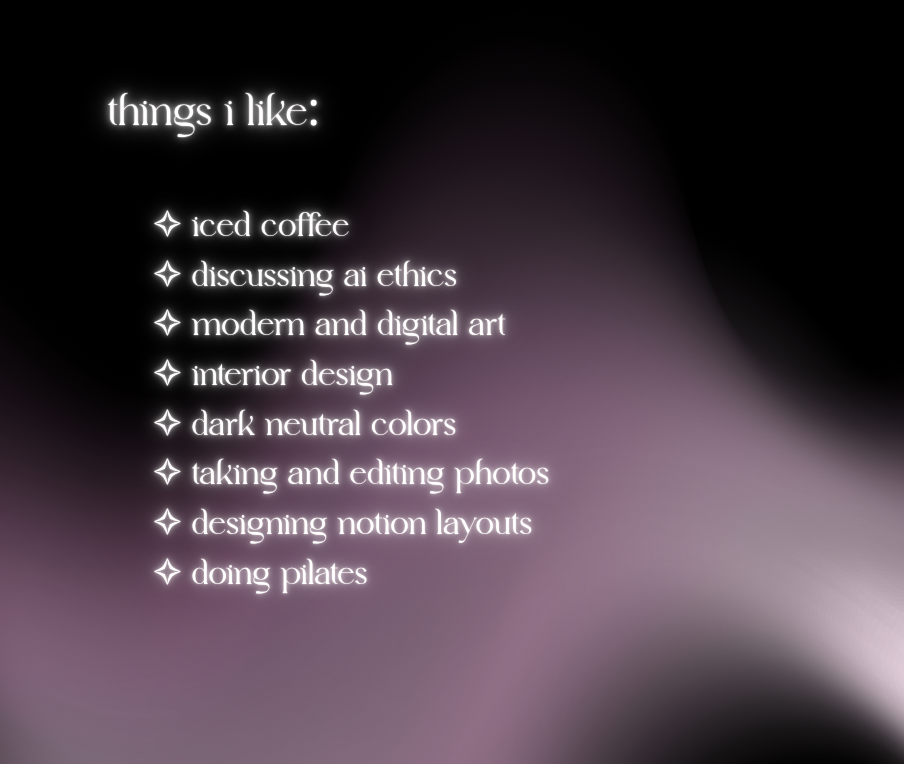 things i like:
✧ iced coffee
✧ discussing ai ethics
✧ modern and digital art
✧ interior design
✧ dark neutral colors
✧ taking and editing photos
✧ designing notion layouts
✧ doing pilates